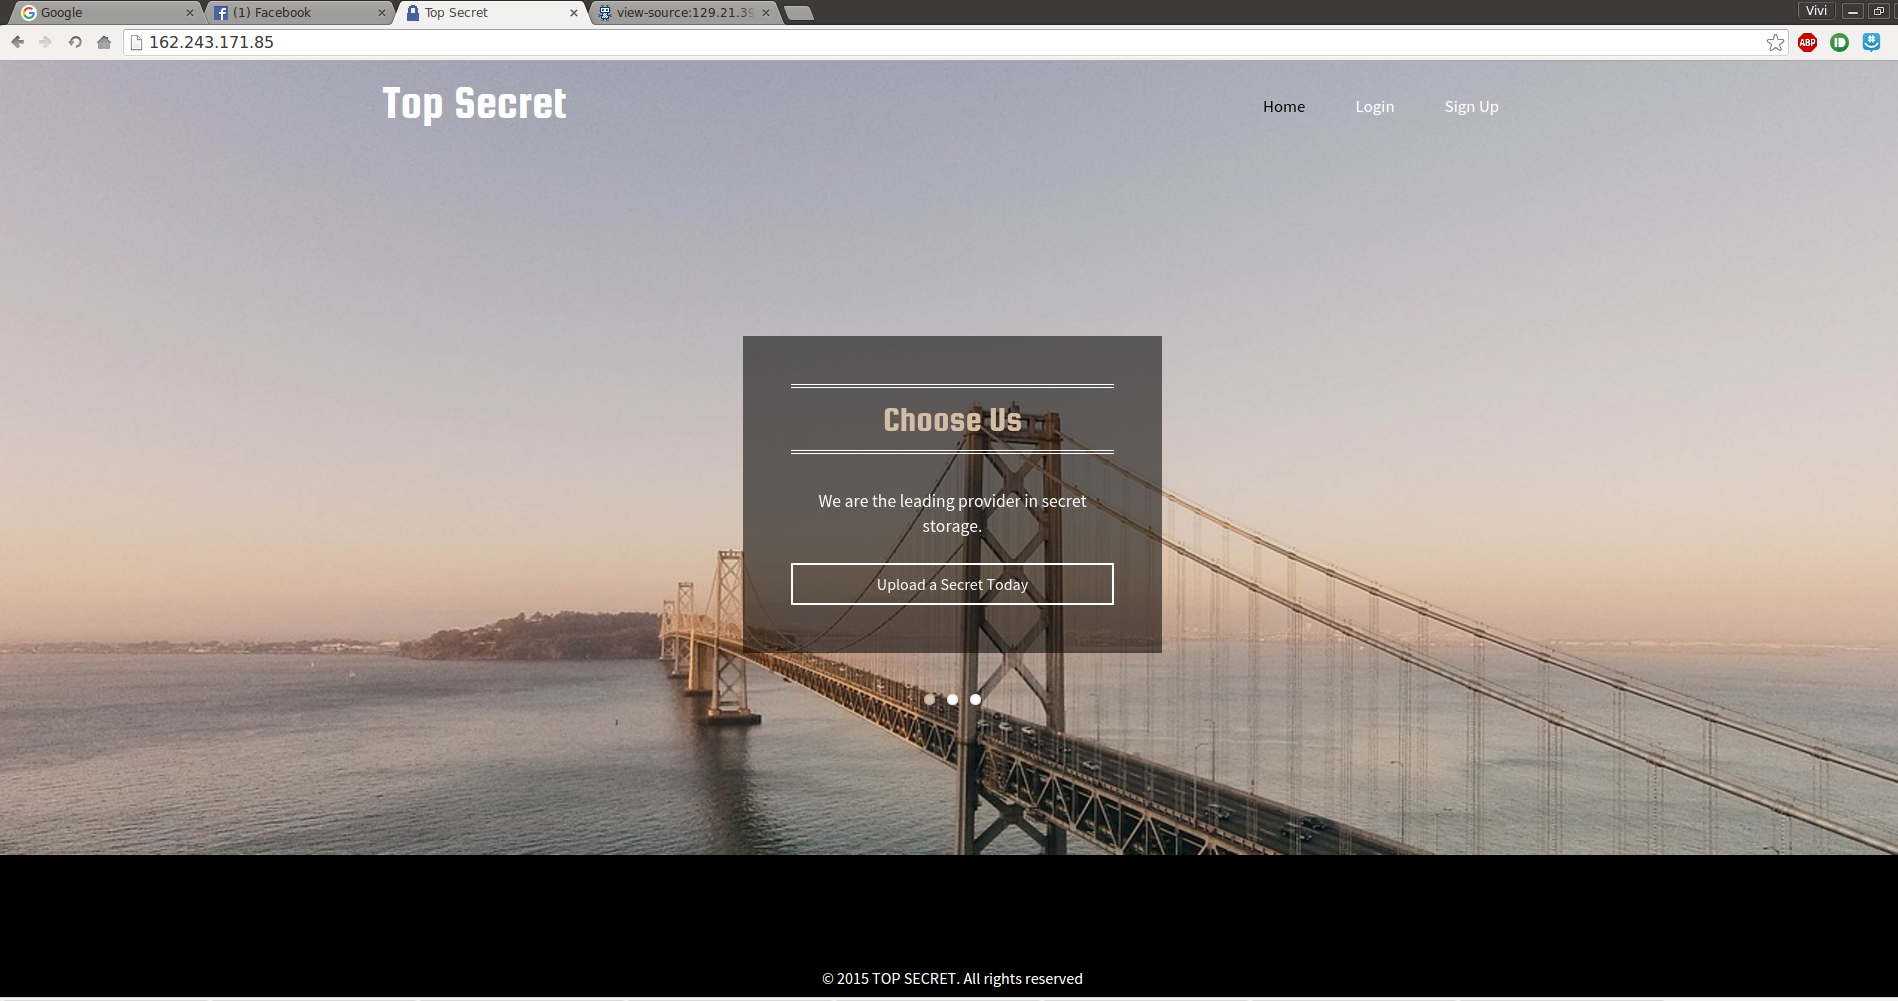 Google
(1) Facebook
Top Secret
view-source:129.21.39
Vivi
162.243.171.85
ABP
Top Secret
Home
Login
Sign Up
Choose Us
We are the leading provider in secret
storage.
Upload a Secret Today
© 2015 TOP SECRET. All rights reserved